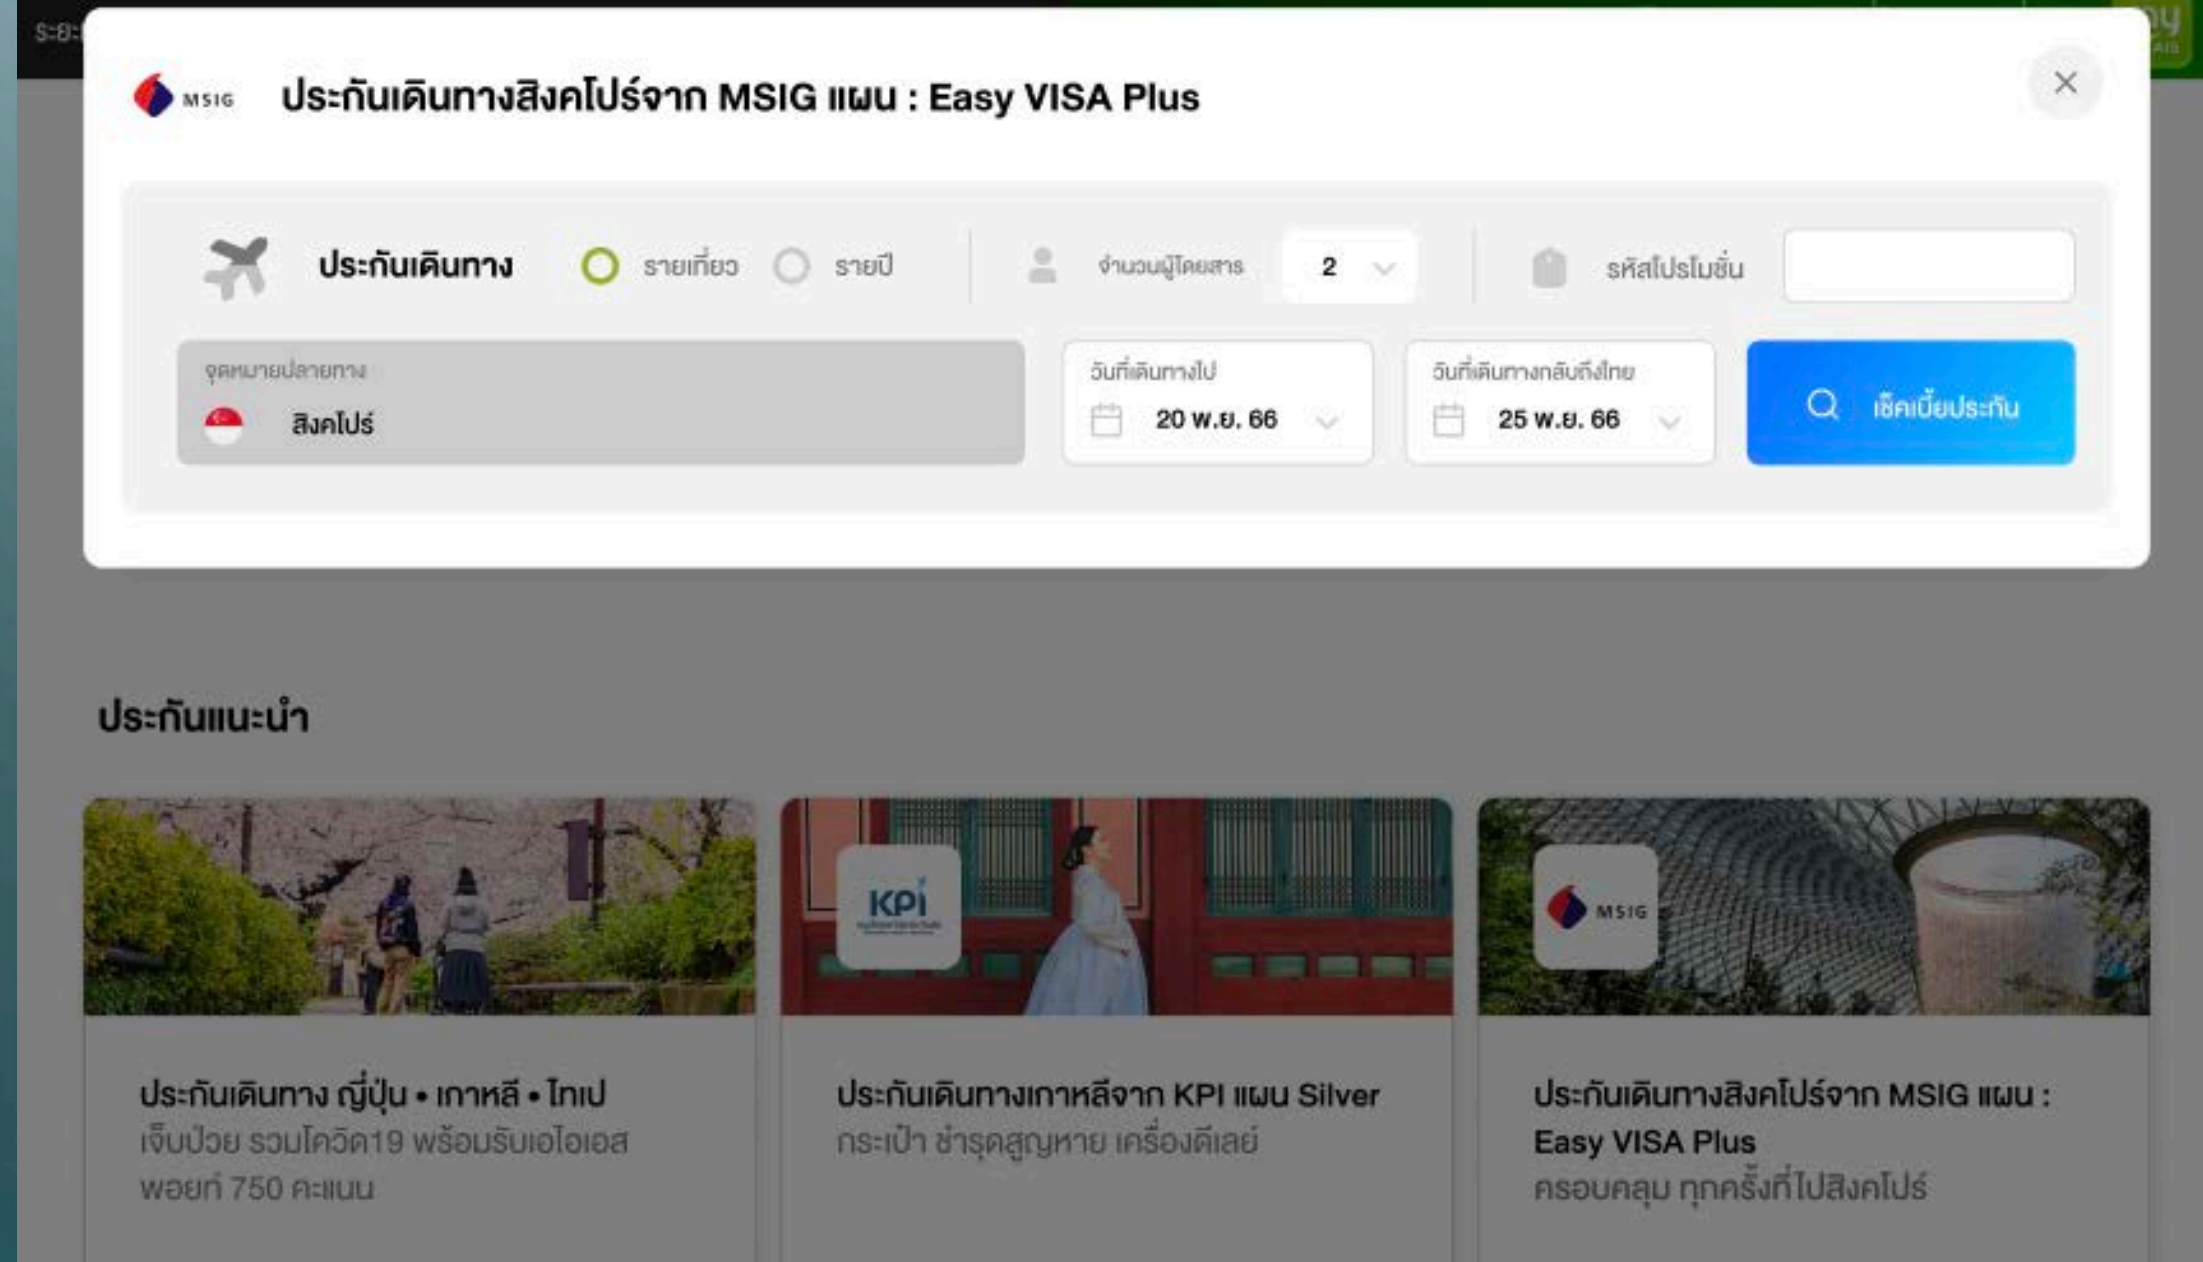 my
AIS
MSIG
ประกันเดินทางสิงคโปร์จาก MSIG แผน : Easy VISA Plus
ประกันเดินทาง
รายเที่ยว
รายปี
จำนวนผู้โดยสาร
2
รหัสโปรโมชั่น
จุดหมายปลายทาง
สิงคโปร์
วันที่เดินทางไป
20 พ.ย. 66
วันที่เดินทางกลับถึงไทย
25 พ.ย. 66
เช็คเบี้ยประกัน
ประกันแนะนำ
KPi
MSIG
ประกันเดินทาง ญี่ปุ่น • เกาหลี • ไทเป
เจ็บป่วย รวมโควิด19 พร้อมรับเอไอเอส
พอยท์ 750 คะแนน
ประกันเดินทางเกาหลีจาก KPI แผน Silver
กระเป๋า ชำรุดสูญหาย เครื่องดีเลย์
ประกันเดินทางสิงคโปร์จาก MSIG แผน :
Easy VISA Plus
ครอบคลุม ทุกครั้งที่ไปสิงคโปร์